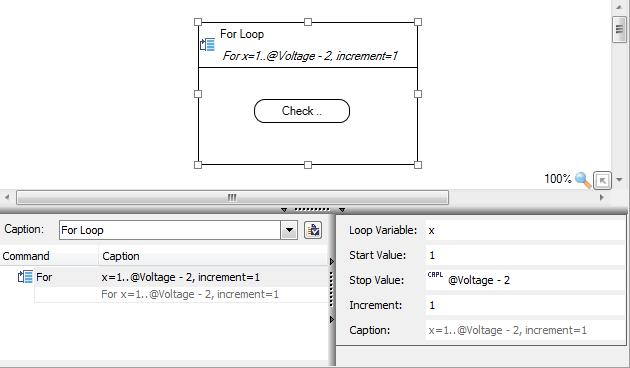 For Loop
For x=1..@Voltage - 2, increment=1
Check ..
100%
Caption: For Loop
Command Caption
For x=1..@Voltage - 2, increment=1
For x=1..@Voltage - 2, increment=1
Loop Variable: x
Start Value: 1
Stop Value: CAPL @Voltage - 2
Increment: 1
Caption: x=1..@Voltage - 2, increment=1